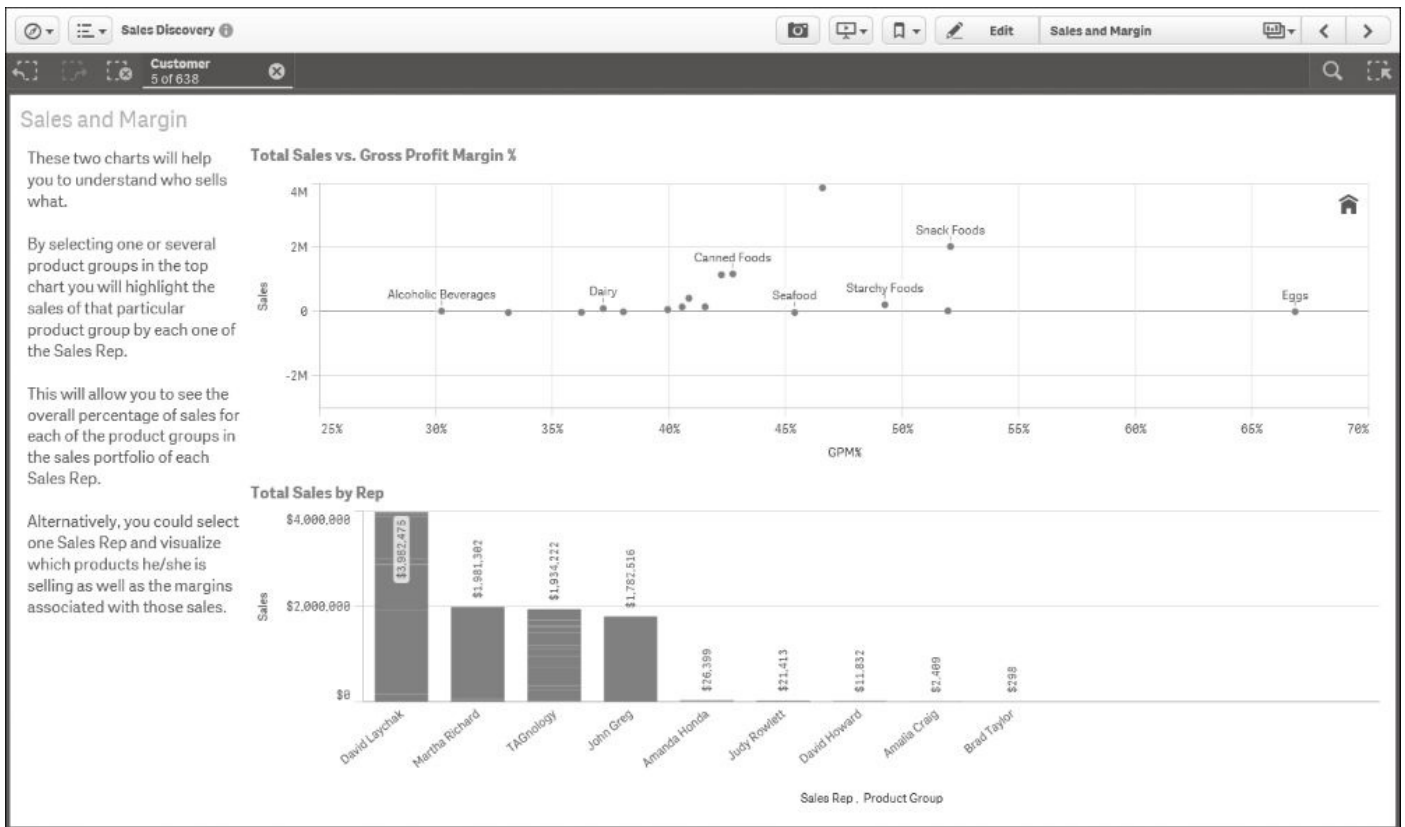 Sales Discovery
Edit
Sales and Margin
Customer
5 of 638
Sales and Margin
These two charts will help
you to understand who sells
what.
By selecting one or several
product groups in the top
chart you will highlight the
sales of that particular
product group by each one of
the Sales Rep.
This will allow you to see the
overall percentage of sales for
each of the product groups in
the sales portfolio of each
Sales Rep.
Alternatively, you could select
one Sales Rep and visualize
which products he/she is
selling as well as the margins
associated with those sales.
Total Sales vs. Gross Profit Margin %
Sales
4M
2M
0
-2M
Alcoholic Beverages
Dairy
Canned Foods
Seafood
Starchy Foods
Snack Foods
Eggs
25% 30% 35% 40% 45% 50% 55% 60% 65% 70%
GPM%
Total Sales by Rep
Sales
$4,000,000
$2,000,000
$0
$3,982,475
$1,981,302
$1,934,222
$1,782,516
$26,399
$21,413
$11,832
$2,409
$298
David Laychak
Martha Richard
TAGnology
John Greg
Amanda Honda
Judy Rowlett
David Howard
Amalia Craig
Brad Taylor
Sales Rep , Product Group